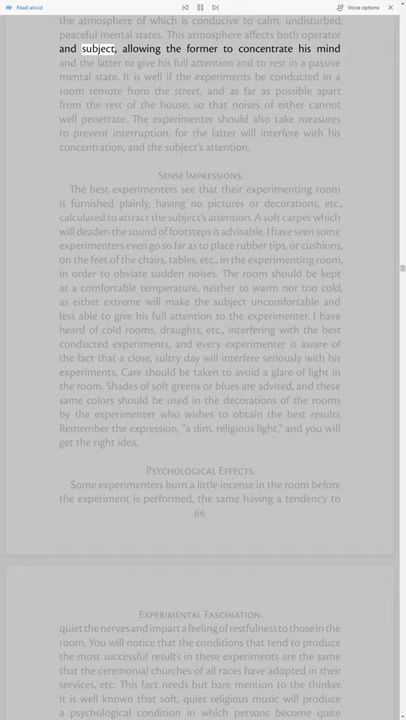 Read aloud
Voice options
the atmosphere of which is conducive to calm, undisturbed,
peaceful mental states. This atmosphere affects both operator
and subject, allowing the former to concentrate his mind
and the latter to give his full attention and to rest in a passive
mental state. It is well if the experiments be conducted in a
room remote from the street, and as far as possible apart
from the rest of the house, so that noises of either cannot
well penetrate. The experimenter should also take measures
to prevent interruption, for the latter will interfere with his
concentration, and the subject's attention.
Sense Impressions.
The best experimenters see that their experimenting room
is furnished plainly, having no pictures or decorations, etc.,
calculated to attract the subject's attention. A soft carpet which
will deaden the sound of footsteps is advisable. I have seen some
experimenters even go so far as to place rubber tips, or cushions,
on the feet of the chairs, tables, etc., in the experimenting room,
in order to obviate sudden noises. The room should be kept
at a comfortable temperature, neither to warm nor too cold,
as either extreme will make the subject uncomfortable and
less able to give his full attention to the experimenter. I have
heard of cold rooms, draughts, etc., interfering with the best
conducted experiments, and every experimenter is aware of
the fact that a close, sultry day will interfere seriously with his
experiments. Care should be taken to avoid a glare of light in
the room. Shades of soft greens or blues are advised, and these
same colors should be used in the decorations of the rooms
by the experimenter who wishes to obtain the best results.
Remember the expression, "a dim. religious light," and you will
get the right idea.
Psychological Effects.
Some experimenters burn a little incense in the room before
the experiment is performed, the same having a tendency to
66
Experimental Fascination.
quiet the nerves and impart a feeling of restfulness to those in the
room. You will notice that the conditions that tend to produce
the most successful results in these experiments are the same
that the ceremonial churches of all races have adopted in their
services, etc. This fact needs but bare mention to the thinker.
It is well known that soft, quiet religious music will produce
a psychological condition in which persons become quite